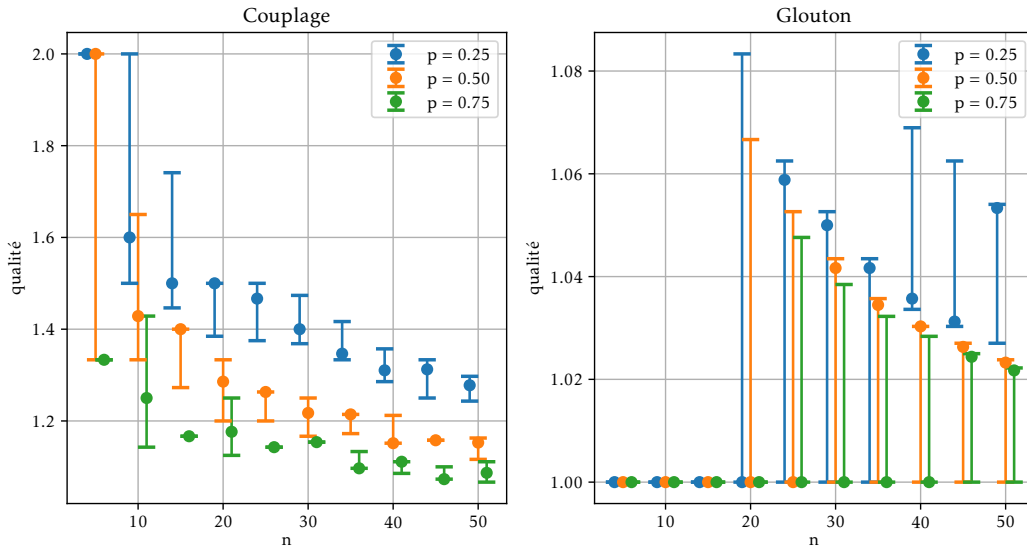 Couplage
qualité
2.0
1.8
1.6
1.4
1.2
10
20
30
40
50
n
p = 0.25
p = 0.50
p = 0.75
Glouton
qualité
1.08
1.06
1.04
1.02
1.00
10
20
30
40
50
n
p = 0.25
p = 0.50
p = 0.75